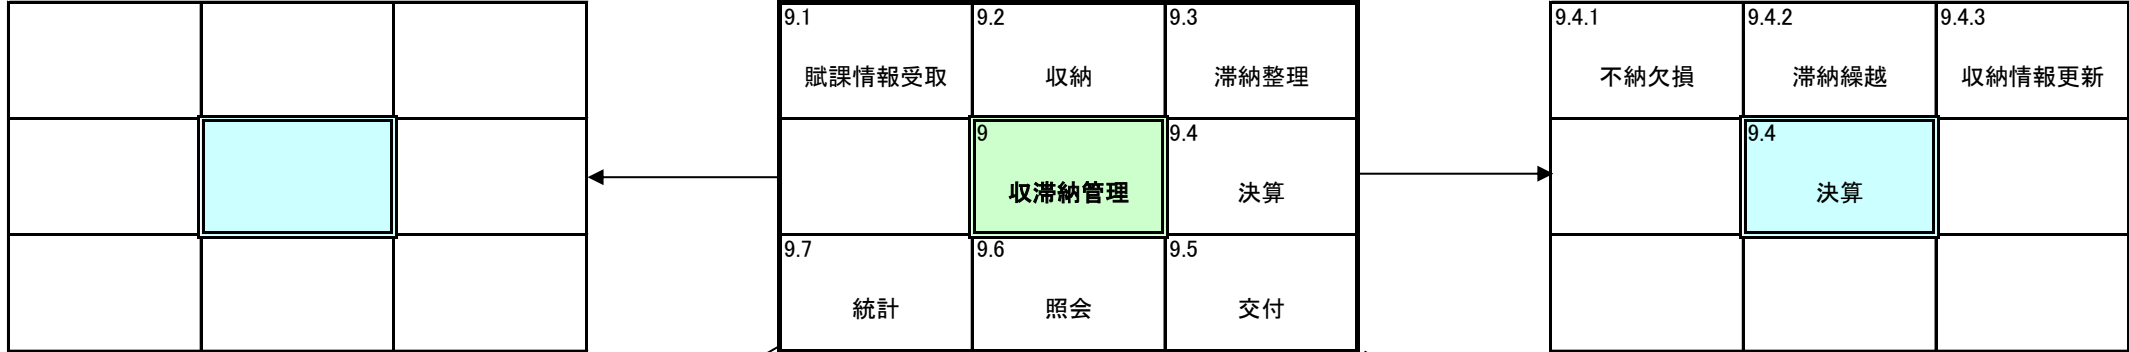 9.1
9.2
9.3
賦課情報受取
収納
滞納整理
9
9.4
収滞納管理
決算
9.7
9.6
9.5
統計
照会
交付
9.4.1
9.4.2
9.4.3
不納欠損
滞納繰越
収納情報更新
9.4
決算